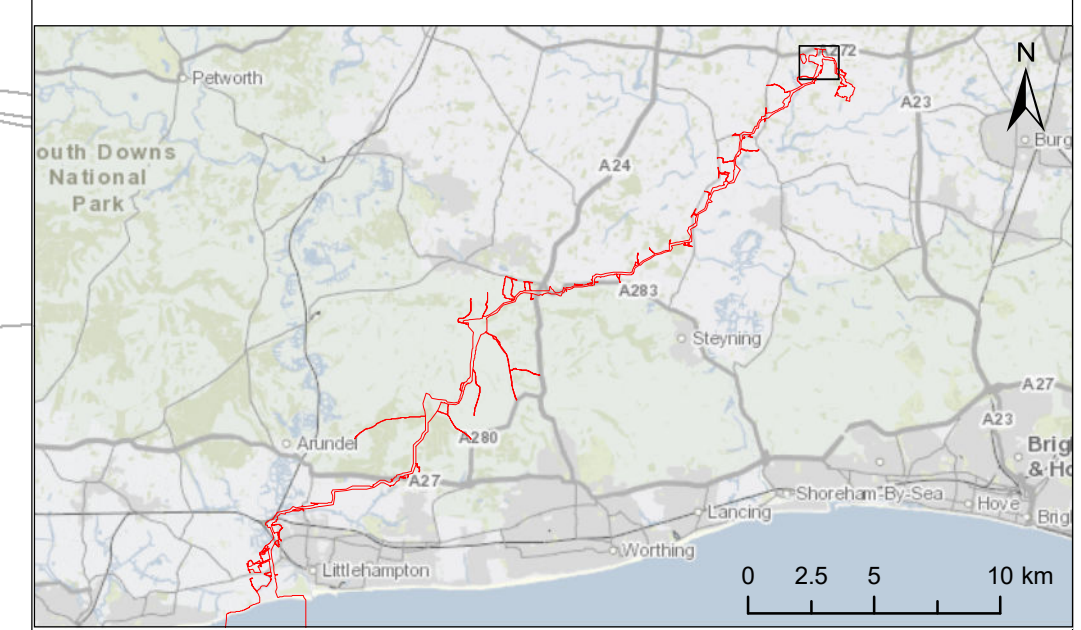 A272
N
Petworth
A23
Burg
outh Downs
National
Park
A24
A283
Steyning
A27
A23
Arundel
A280
Brig
& Ho
A27
Shoreham-By-Sea
Hove
Lancing
Brig
Worthing
Littlehampton
0 2.5 5 10 km